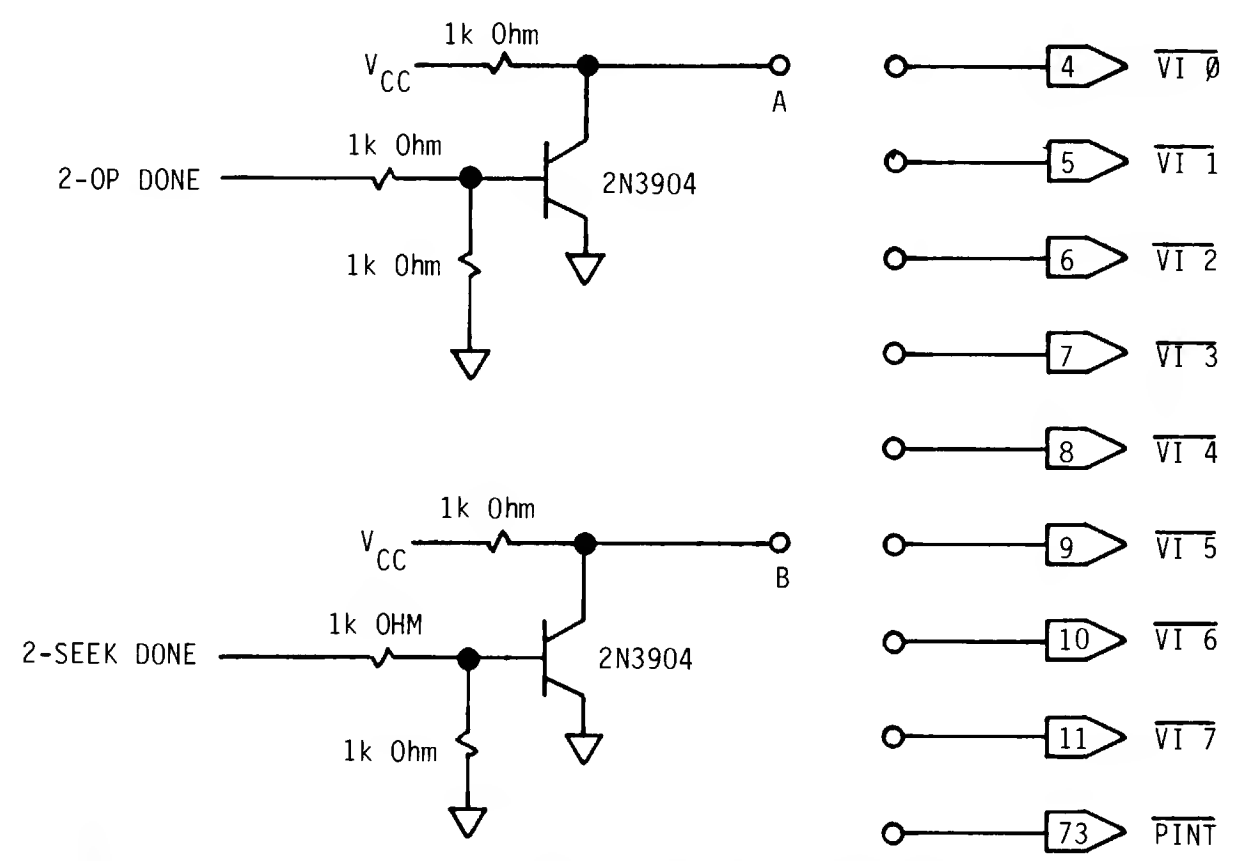 1k Ohm
V CC
A
1k Ohm
2-OP DONE
2N3904
1k Ohm
1k Ohm
V CC
B
1k OHM
2-SEEK DONE
2N3904
1k Ohm
4 VI Ø
5 VI 1
6 VI 2
7 VI 3
8 VI 4
9 VI 5
10 VI 6
11 VI 7
73 PINT